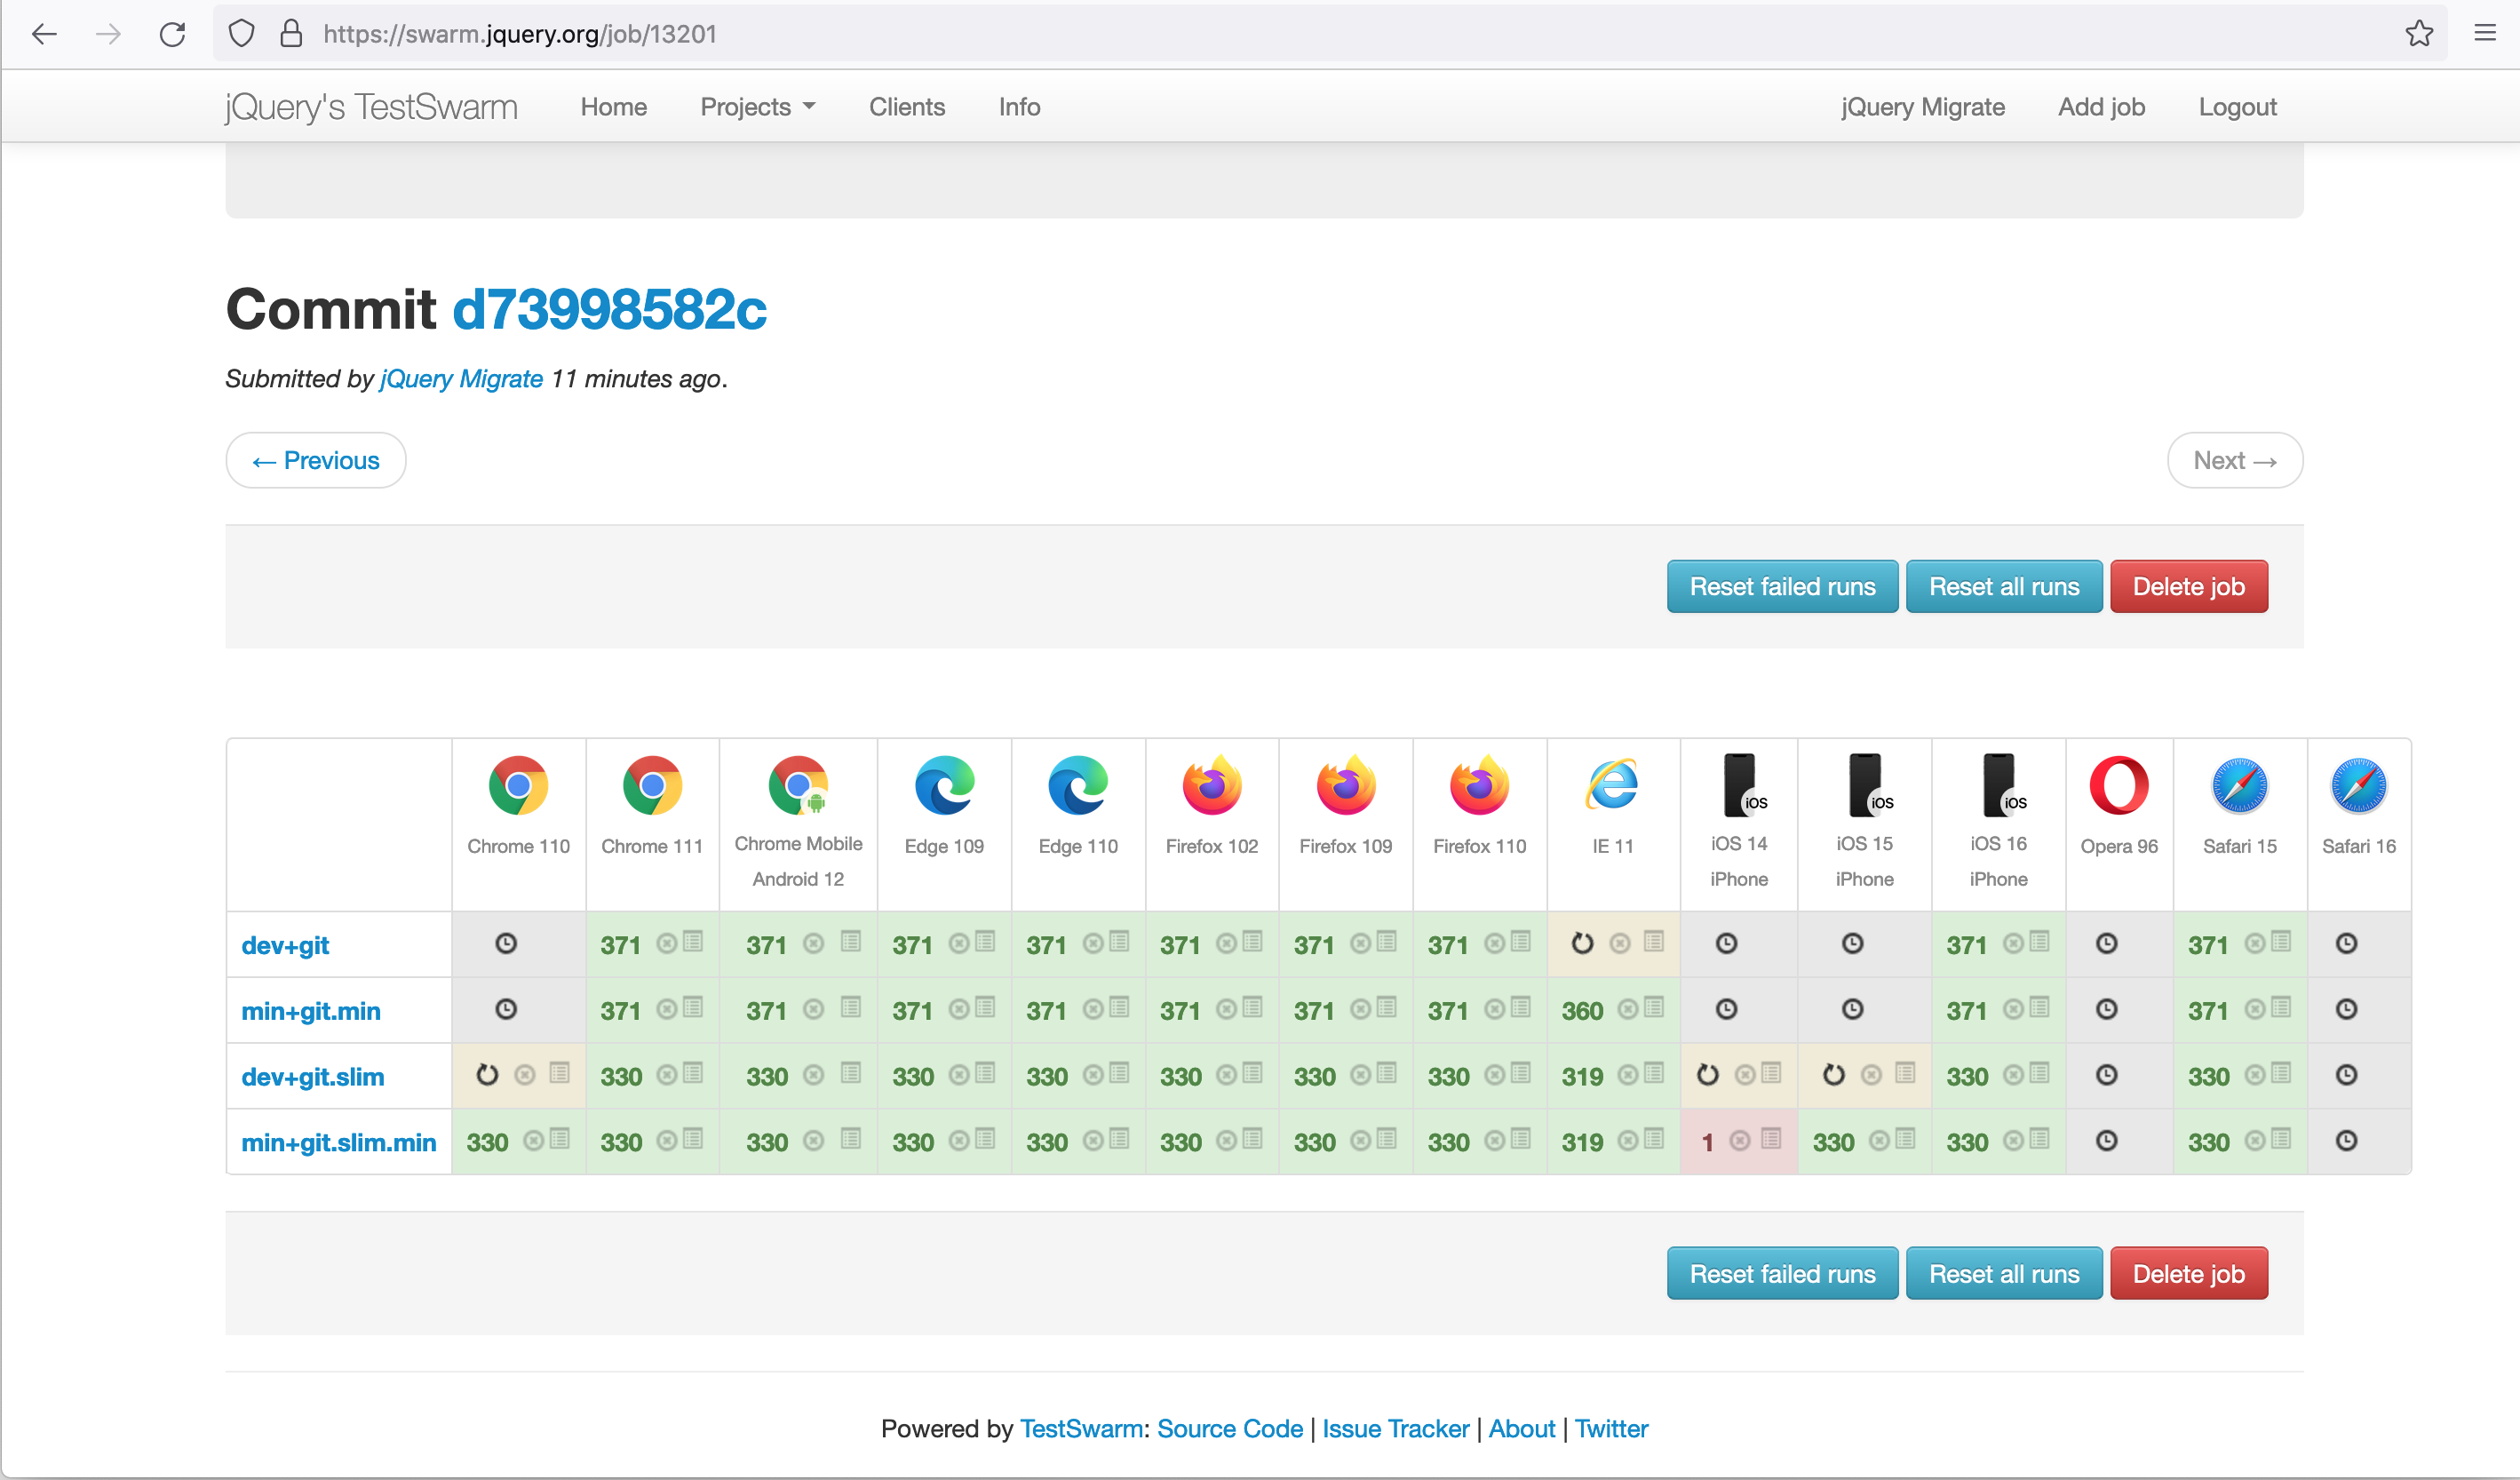 https://swarm.jquery.org/job/13201
jQuery's TestSwarm Home Projects Clients Info jQuery Migrate Add job Logout
Commit d73998582c
Submitted by jQuery Migrate 11 minutes ago.
← Previous Next →
Reset failed runs Reset all runs Delete job
Chrome 110 Chrome 111 Chrome Mobile Edge 109 Edge 110 Firefox 102 Firefox 109 Firefox 110 IE 11 iOS 14 iOS 15 iOS 16 Opera 96 Safari 15 Safari 16
Android 12 iPhone iPhone iPhone
dev+git 371 371 371 371 371 371 371 371 371
min+git.min 371 371 371 371 371 371 371 360 371 371
dev+git.slim 330 330 330 330 330 330 330 319 330 330
min+git.slim.min 330 330 330 330 330 330 330 330 319 1 330 330 330
Reset failed runs Reset all runs Delete job
Powered by TestSwarm: Source Code | Issue Tracker | About | Twitter